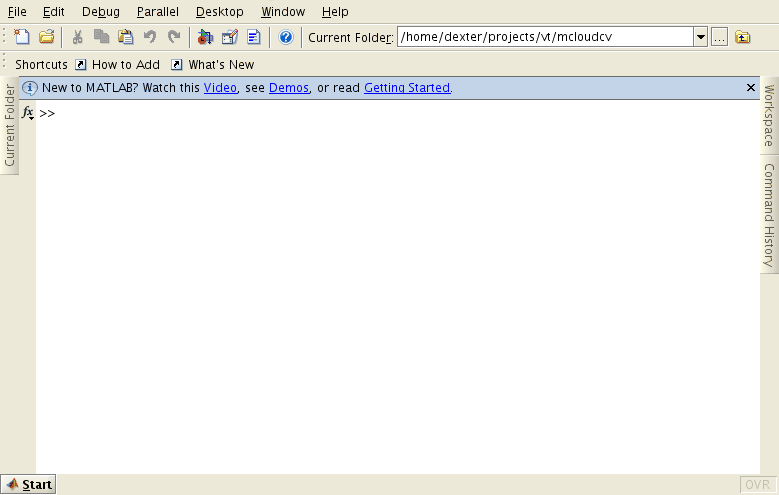 File Edit Debug Parallel Desktop Window Help
Current Folder: /home/dexter/projects/vt/mcloudcv ...
Shortcuts How to Add What's New
New to MATLAB? Watch this Video, see Demos, or read Getting Started.
Current Folder
fx >>
Workspace
Command History
Start OVR